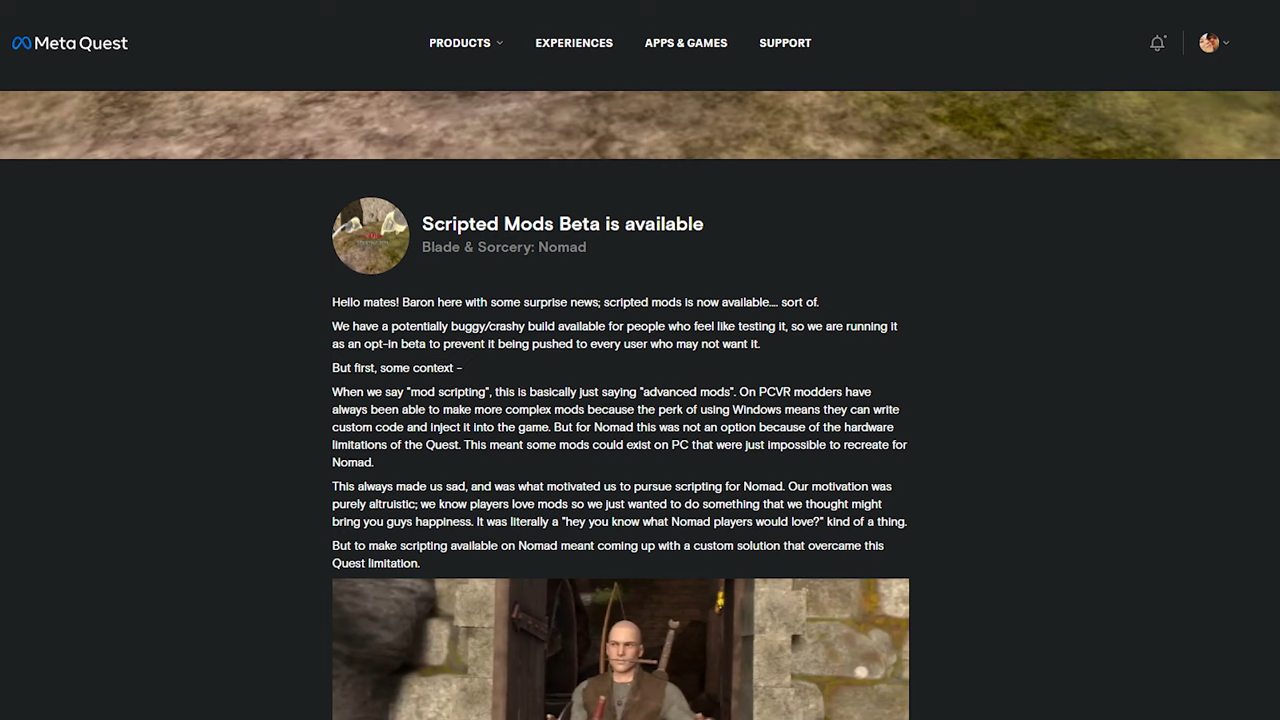 Meta Quest
PRODUCTS
EXPERIENCES
APPS & GAMES
SUPPORT
Scripted Mods Beta is available
Blade & Sorcery: Nomad
Hello mates! Baron here with some surprise news; scripted mods is now available.... sort of.
We have a potentially buggy/crashy build available for people who feel like testing it, so we are running it
as an opt-in beta to prevent it being pushed to every user who may not want it.
But first, some context -
When we say "mod scripting", this is basically just saying "advanced mods". On PCVR modders have
always been able to make more complex mods because the perk of using Windows means they can write
custom code and inject it into the game. But for Nomad this was not an option because of the hardware
limitations of the Quest. This meant some mods could exist on PC that were just impossible to recreate for
Nomad.
This always made us sad, and was what motivated us to pursue scripting for Nomad. Our motivation was
purely altruistic; we know players love mods so we just wanted to do something that we thought might
bring you guys happiness. It was literally a "hey you know what Nomad players would love?" kind of a thing.
But to make scripting available on Nomad meant coming up with a custom solution that overcame this
Quest limitation.